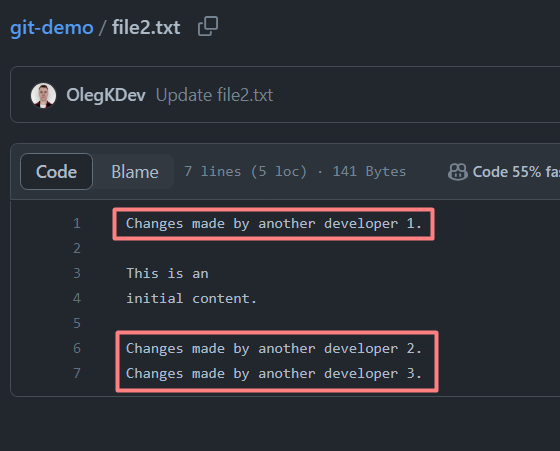 git-demo / file2.txt
OlegKDev Update file2.txt
Code Blame 7 lines (5 loc) · 141 Bytes Code 55% fas
1 Changes made by another developer 1.
2
3 This is an
4 initial content.
5
6 Changes made by another developer 2.
7 Changes made by another developer 3.